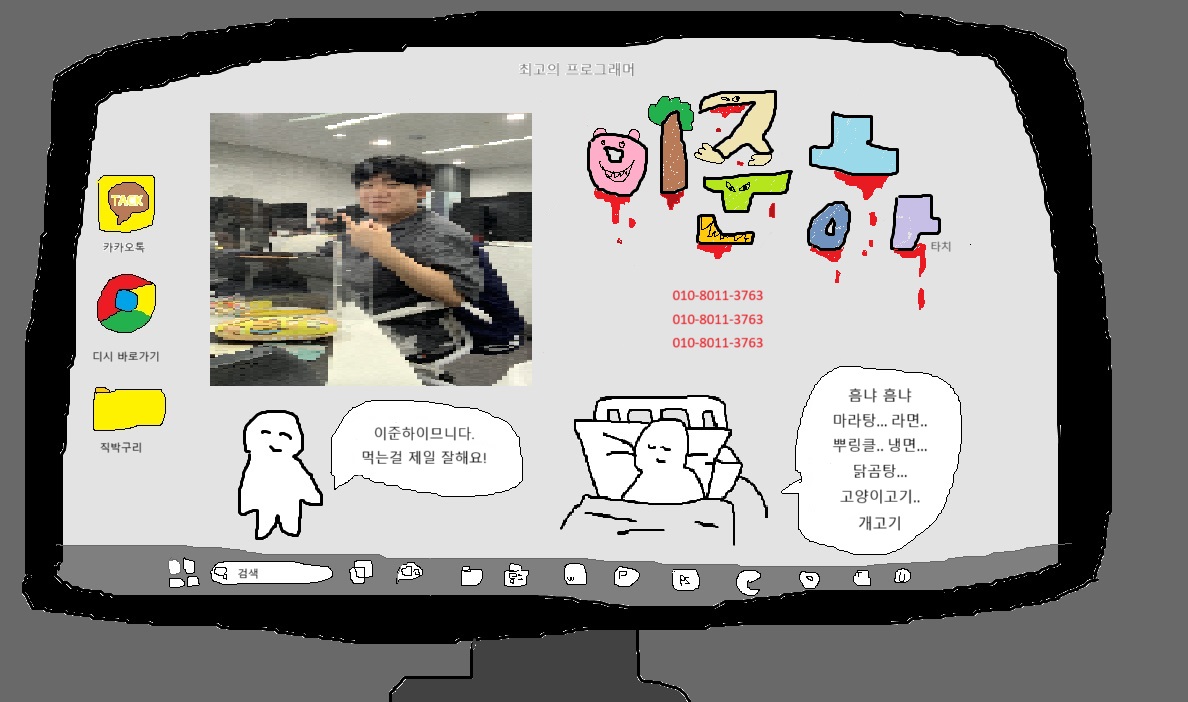 최고의 프로그래머
이준호
는 야
타치
TALK
카카오톡
디시 바로가기
직박구리
010-8011-3763
010-8011-3763
010-8011-3763
이준하이므니다.
먹는걸 제일 잘해요!
흠냐 흠냐
마라탕... 라면..
뿌링클.. 냉면...
닭곰탕...
고양이고기..
개고기
검색